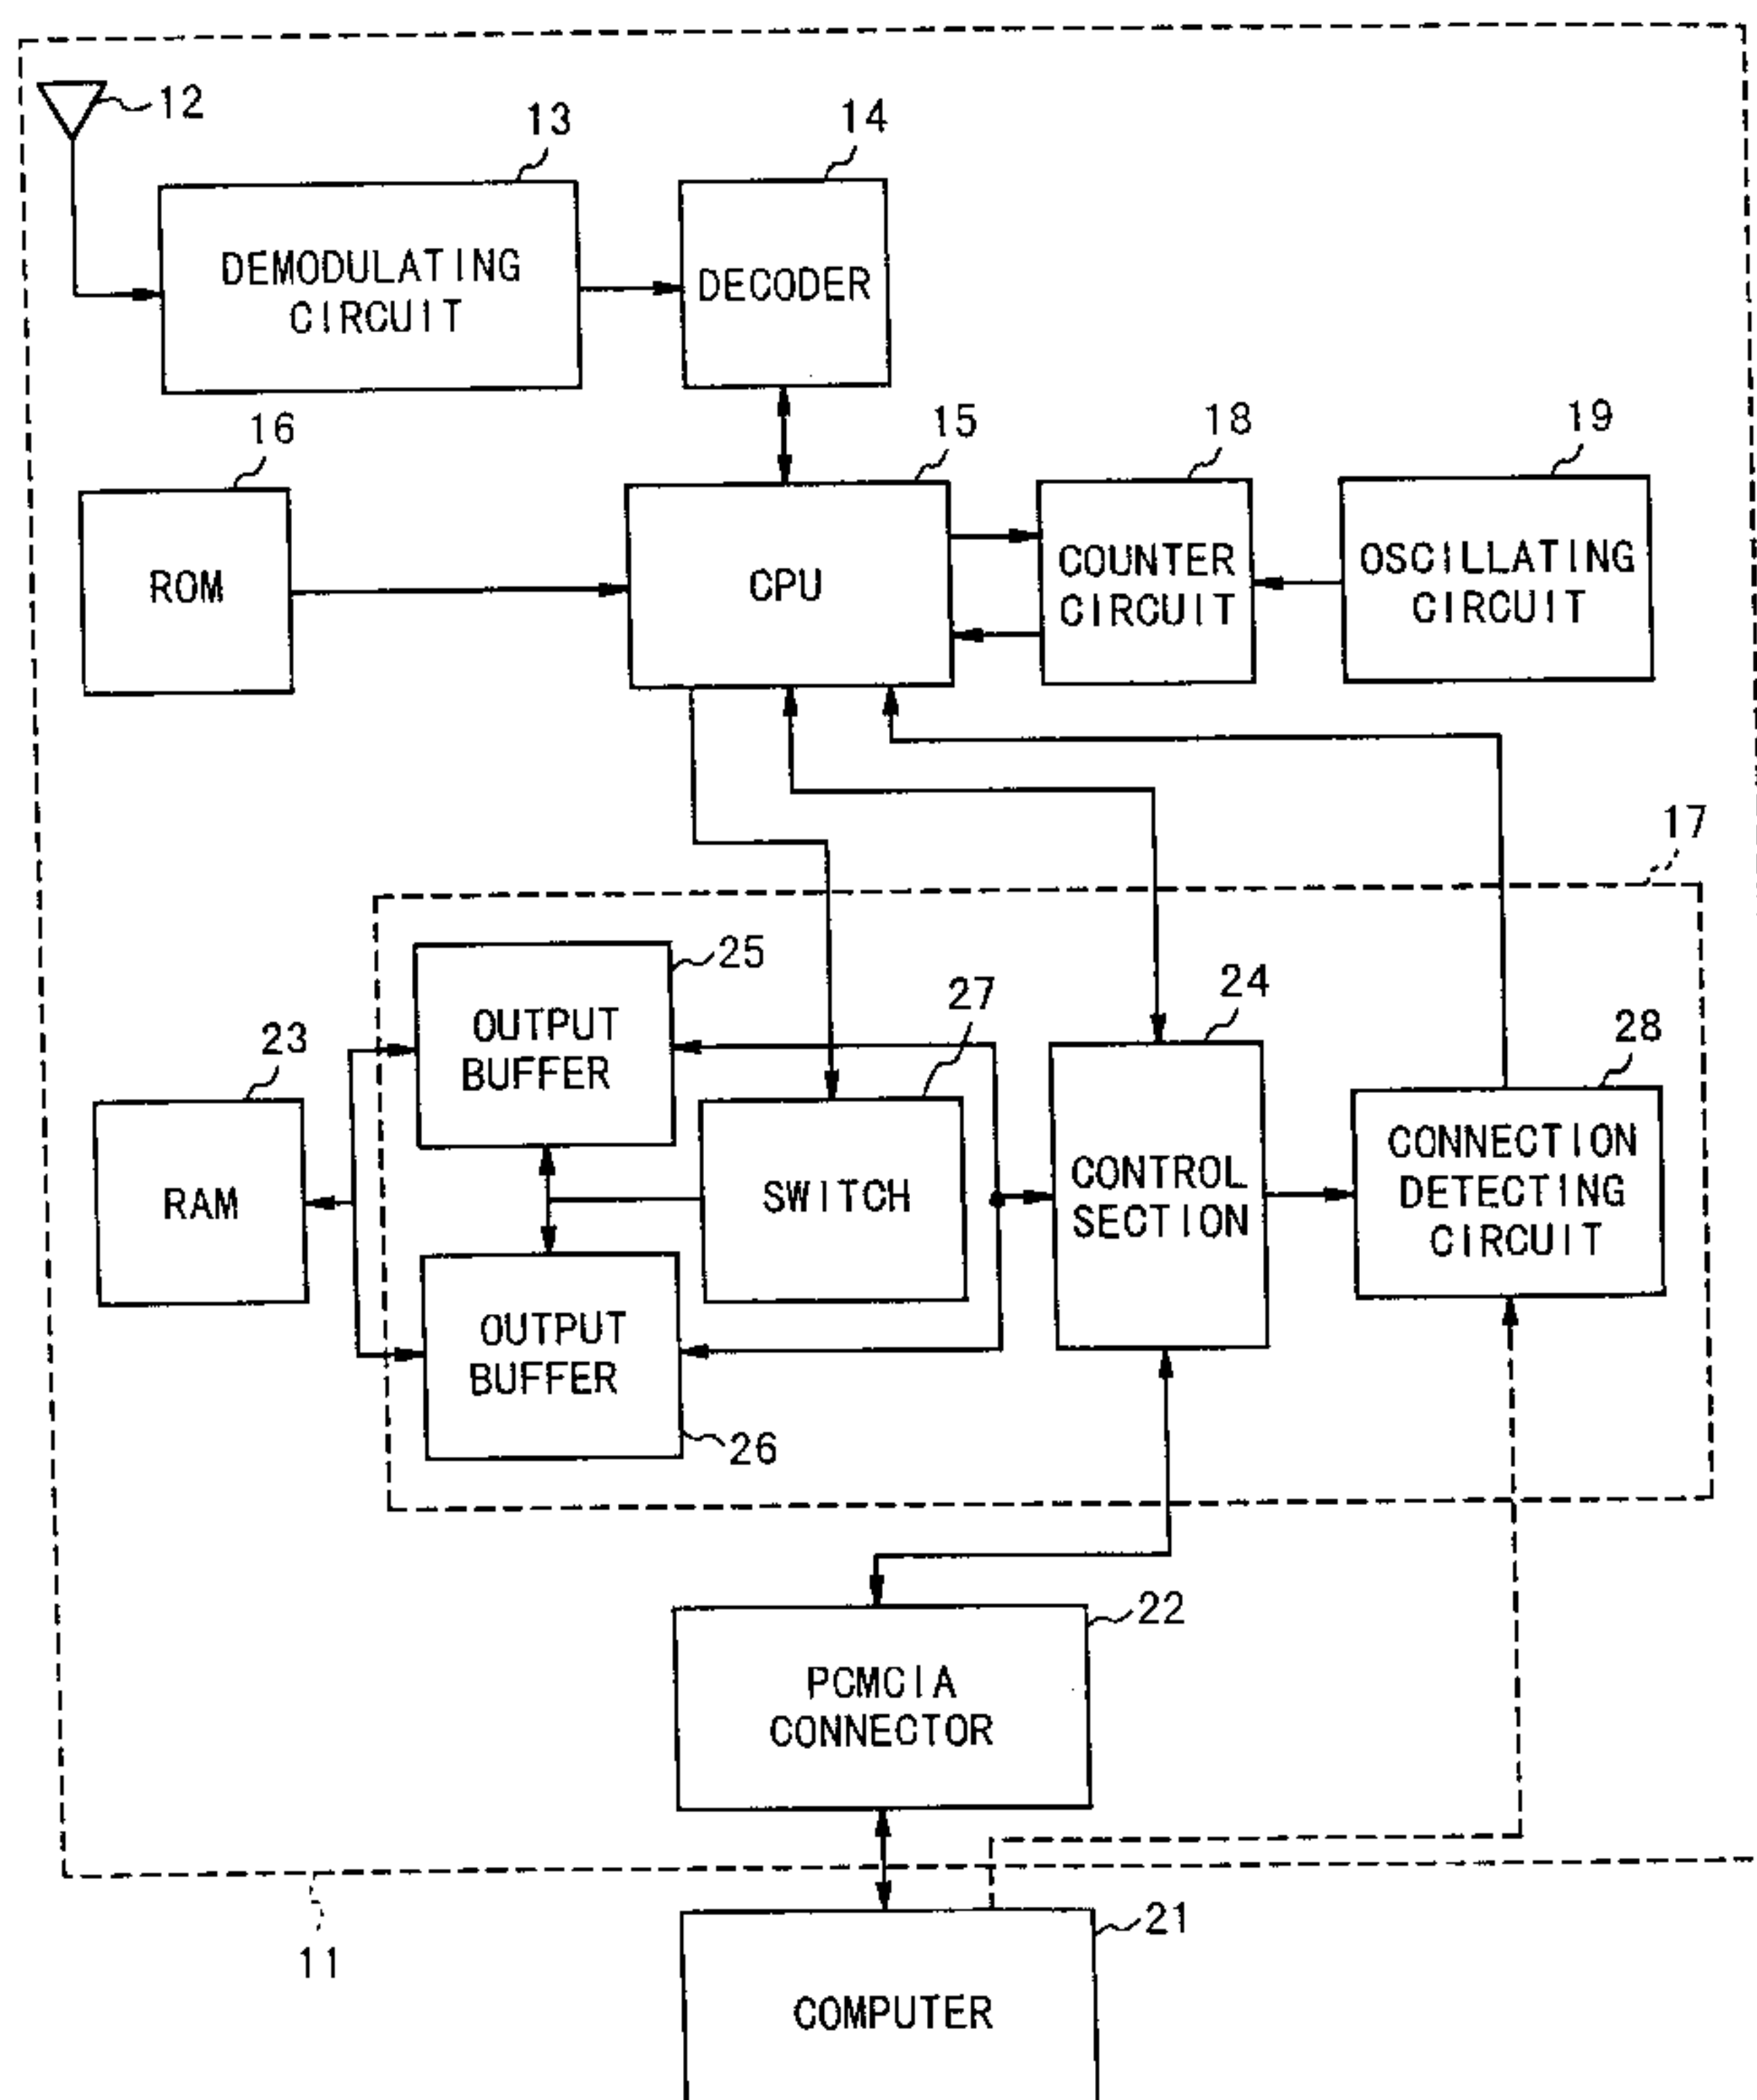 12
13
14
DEMODULATING
CIRCUIT
DECODER
16
15
18
19
ROM
CPU
COUNTER
CIRCUIT
OSCILLATING
CIRCUIT
17
25
OUTPUT
BUFFER
27
24
28
23
RAM
SWITCH
CONTROL
SECTION
CONNECTION
DETECTING
CIRCUIT
OUTPUT
BUFFER
26
22
PCMCIA
CONNECTOR
11
21
COMPUTER